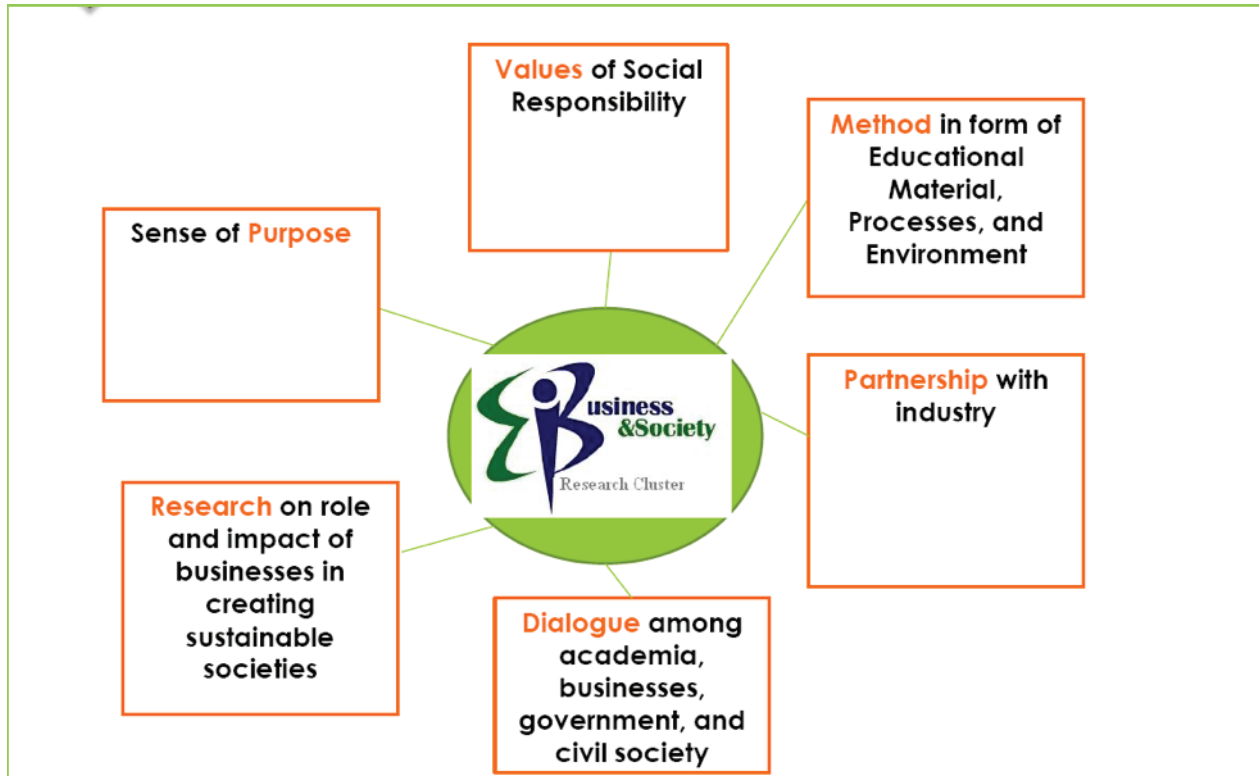 Values of Social
Responsibility
Method in form of
Educational
Material,
Processes, and
Environment
Sense of Purpose
Partnership with
industry
Business
&Society
Research Cluster
Research on role
and impact of
businesses in
creating
sustainable
societies
Dialogue among
academia,
businesses,
government, and
civil society